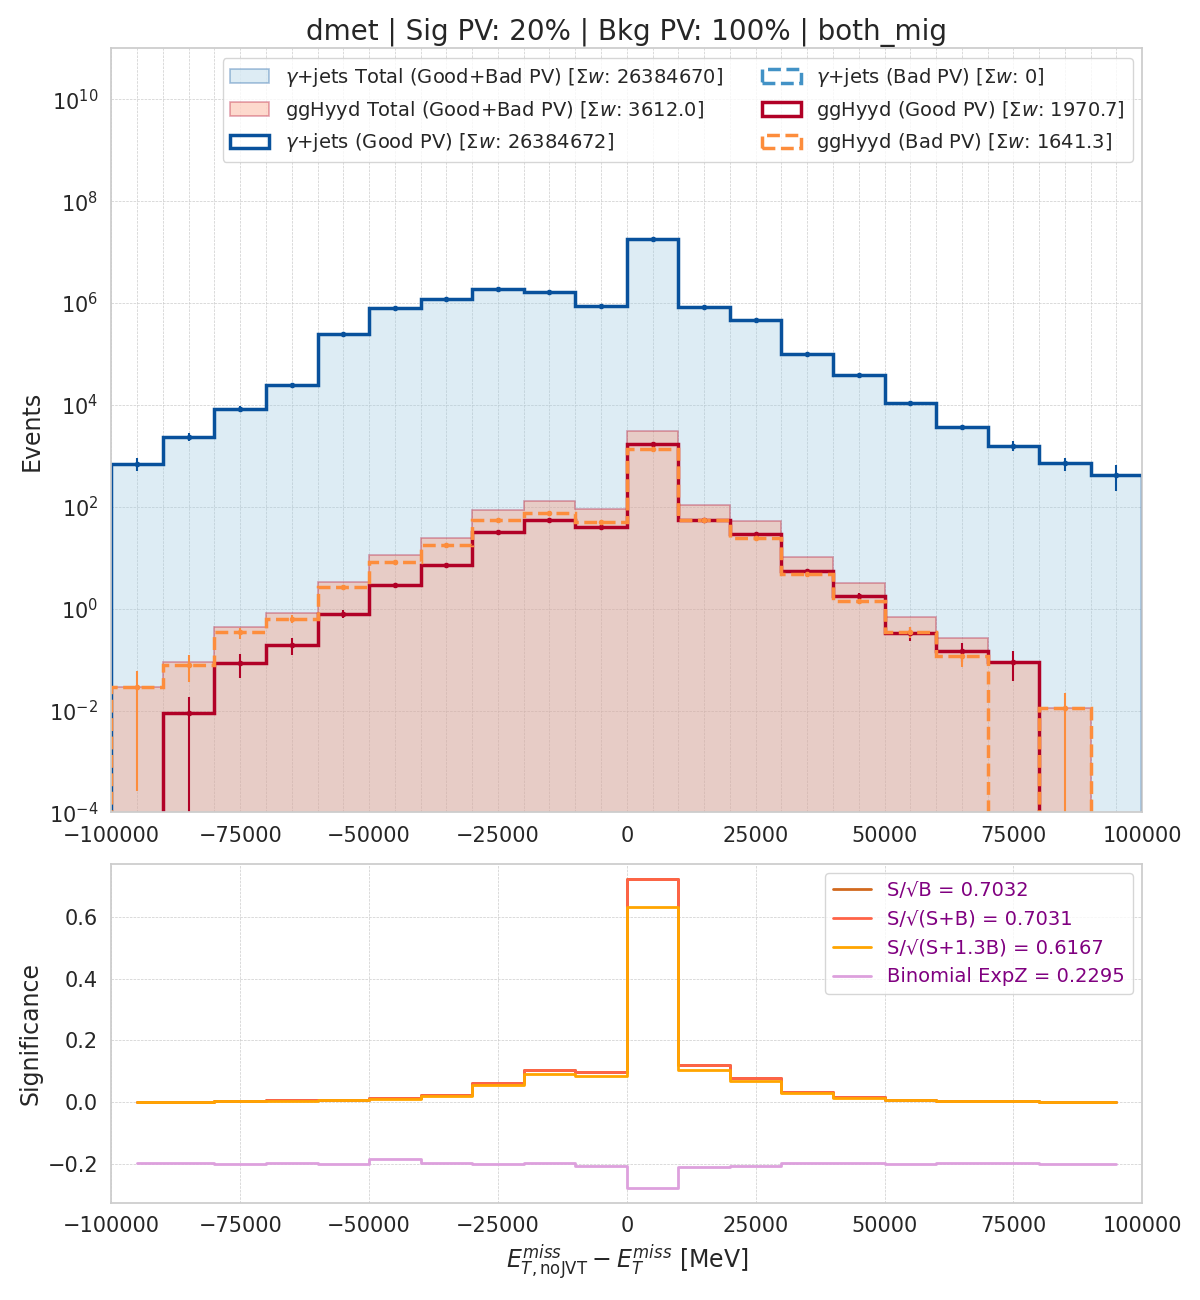 dmet | Sig PV: 20% | Bkg PV: 100% | both_mig
γ+jets Total (Good+Bad PV) [Σw: 26384670]
ggHyyd Total (Good+Bad PV) [Σw: 3612.0]
γ+jets (Good PV) [Σw: 26384672]
γ+jets (Bad PV) [Σw: 0]
ggHyyd (Good PV) [Σw: 1970.7]
ggHyyd (Bad PV) [Σw: 1641.3]
Events
10^10
10^8
10^6
10^4
10^2
10^0
10^−2
10^−4
−100000 −75000 −50000 −25000 0 25000 50000 75000 100000
S/√B = 0.7032
S/√(S+B) = 0.7031
S/√(S+1.3B) = 0.6167
Binomial ExpZ = 0.2295
Significance
0.6
0.4
0.2
0.0
−0.2
−100000 −75000 −50000 −25000 0 25000 50000 75000 100000
E_{T,noJVT}^{miss} − E_T^{miss} [MeV]